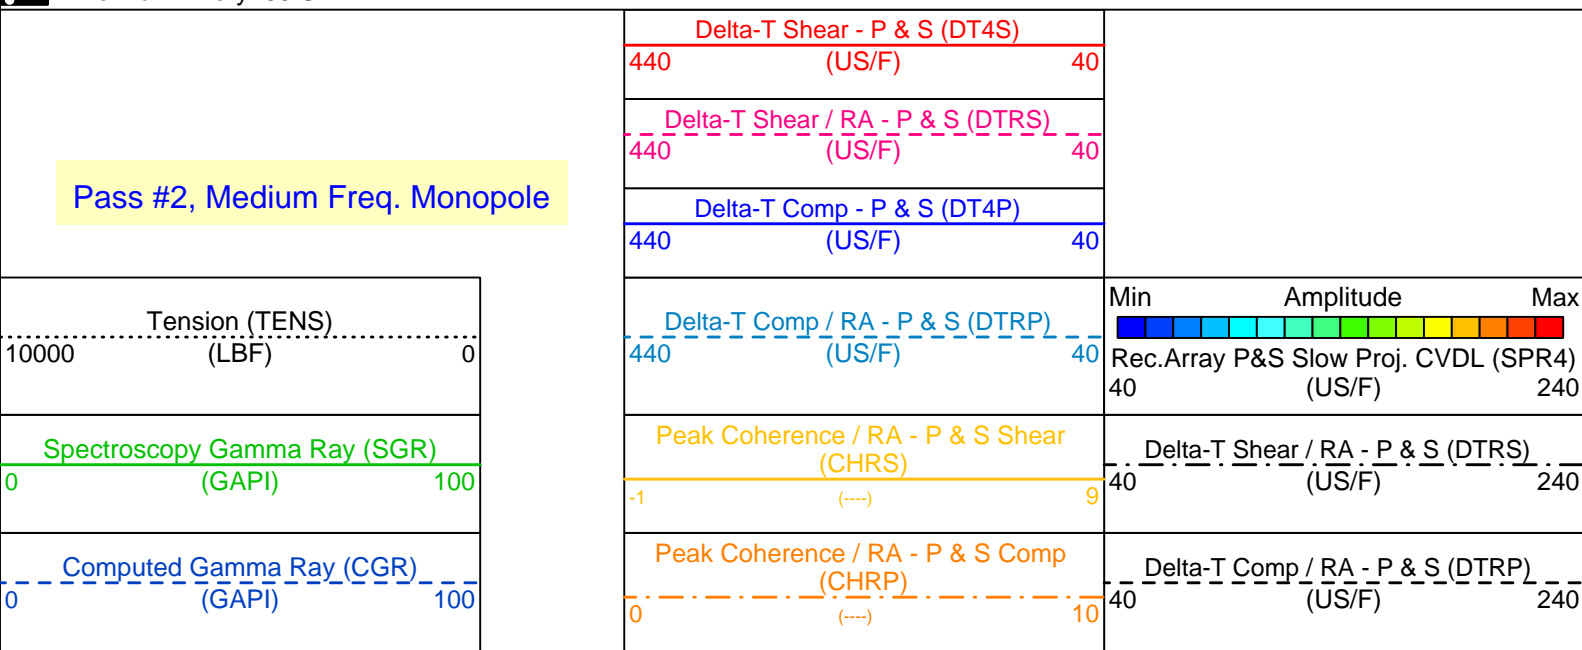 Delta-T Shear - P & S (DT4S)
440 (US/F) 40
Delta-T Shear / RA - P & S (DTRS)
440 (US/F) 40
Pass #2, Medium Freq. Monopole
Delta-T Comp - P & S (DT4P)
440 (US/F) 40
Tension (TENS)
10000 (LBF) 0
Delta-T Comp / RA - P & S (DTRP)
440 (US/F) 40
Min Amplitude Max
Rec.Array P&S Slow Proj. CVDL (SPR4)
40 (US/F) 240
Spectroscopy Gamma Ray (SGR)
0 (GAPI) 100
Peak Coherence / RA - P & S Shear
(CHRS)
-1 (----) 9
Delta-T Shear / RA - P & S (DTRS)
40 (US/F) 240
Computed Gamma Ray (CGR)
0 (GAPI) 100
Peak Coherence / RA - P & S Comp
(CHRP)
0 (----) 10
Delta-T Comp / RA - P & S (DTRP)
40 (US/F) 240